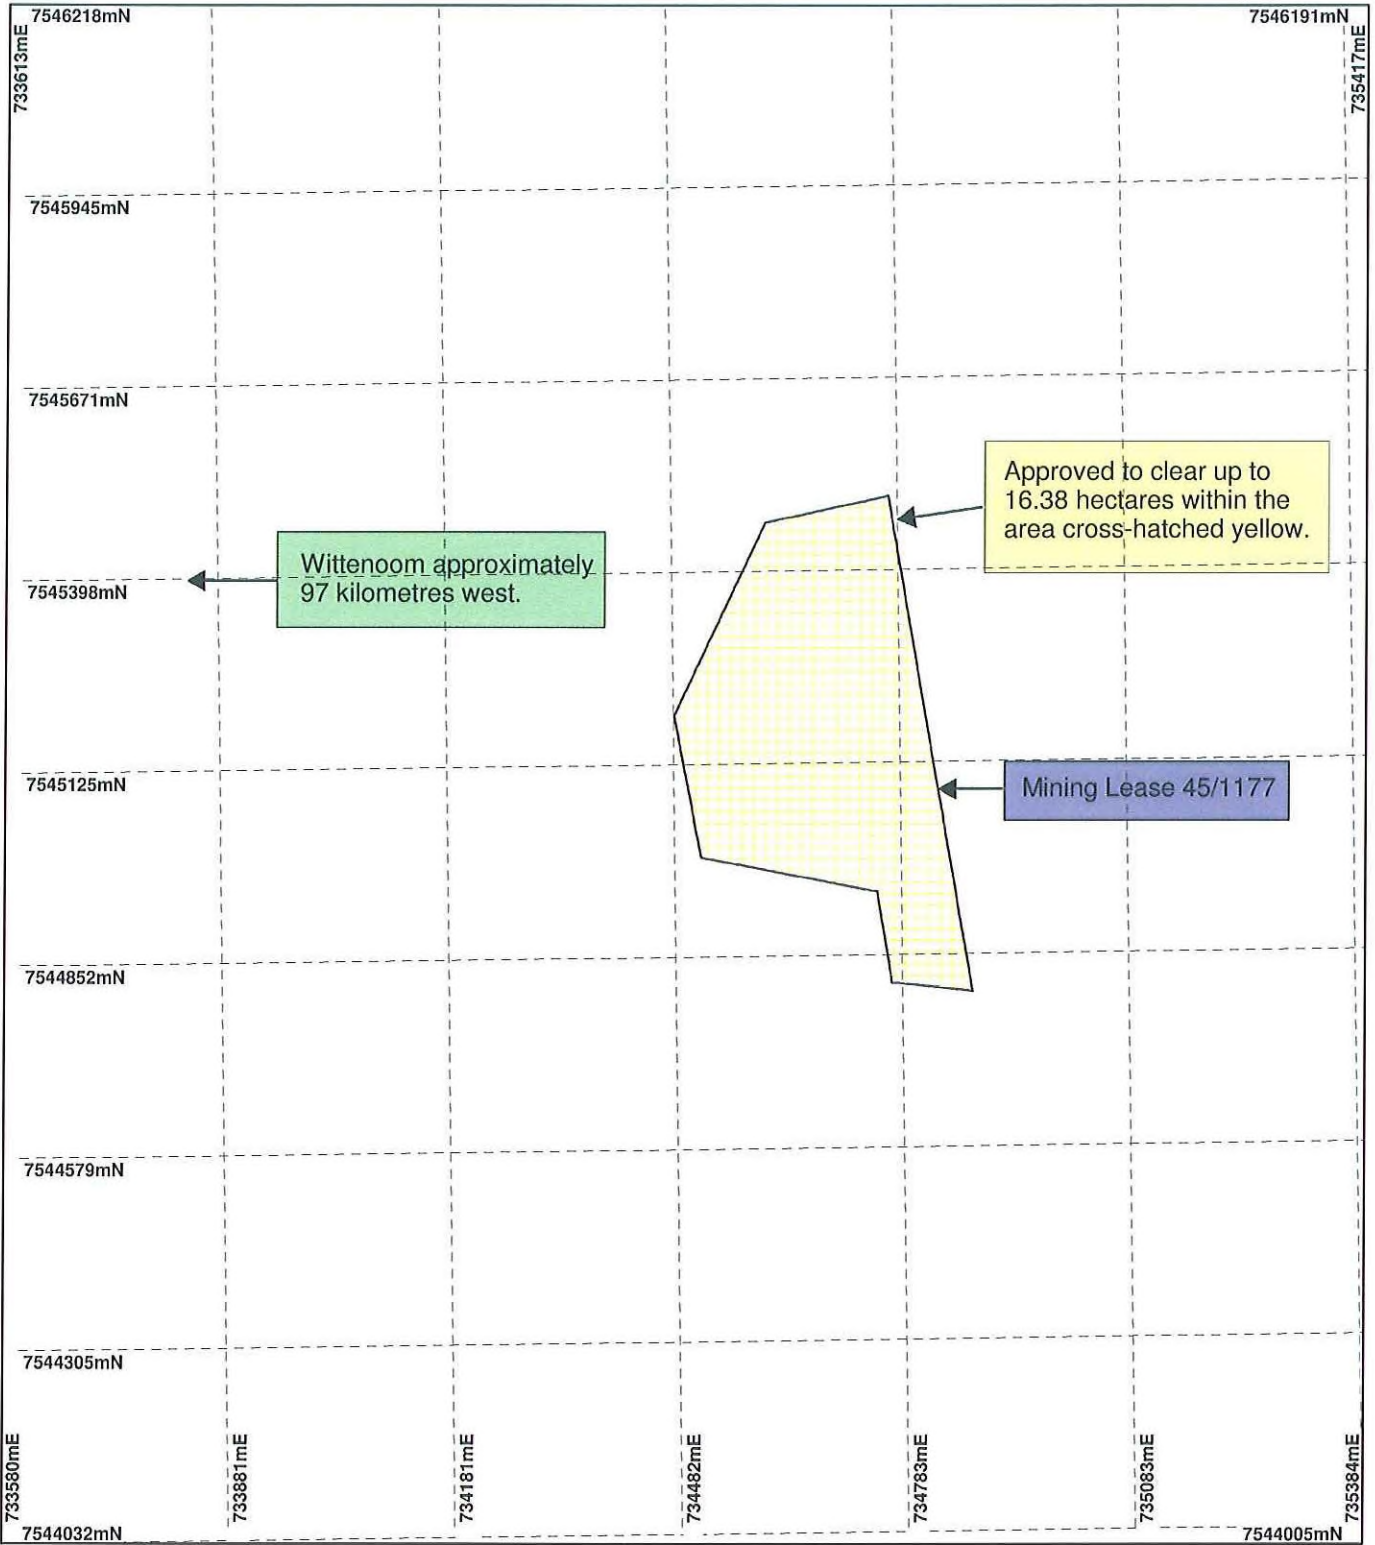 7546218mN
7546191mN
733613mE
735417mE
7545945mN
7545671mN
Approved to clear up to
16.38 hectares within the
area cross-hatched yellow.
Wittenoom approximately
97 kilometres west.
7545398mN
7545125mN
Mining Lease 45/1177
7544852mN
7544579mN
7544305mN
733580mE
733881mE
734181mE
734482mE
734783mE
735083mE
735384mE
7544032mN
7544005mN